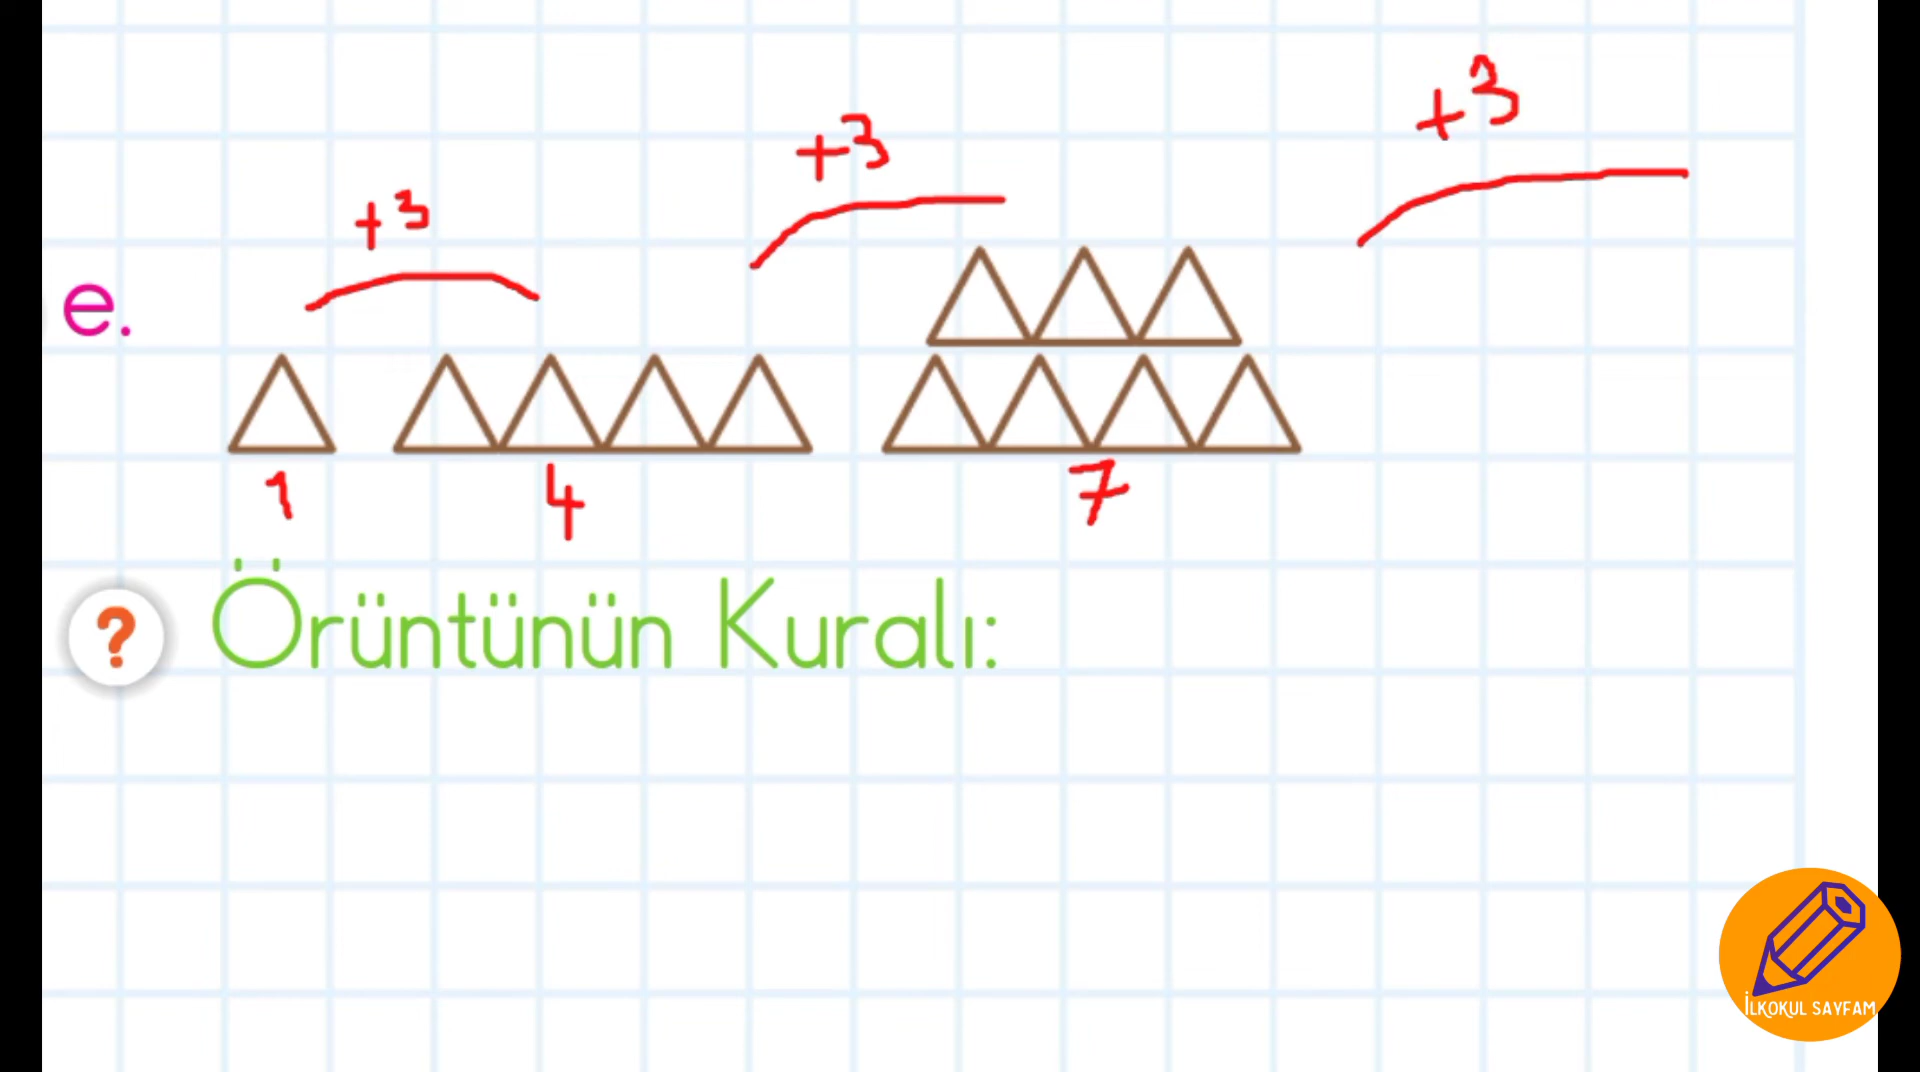 +3
+3
+3
e.
1 4 7
? Örüntünün Kuralı:
İLKOKUL SAYFAM